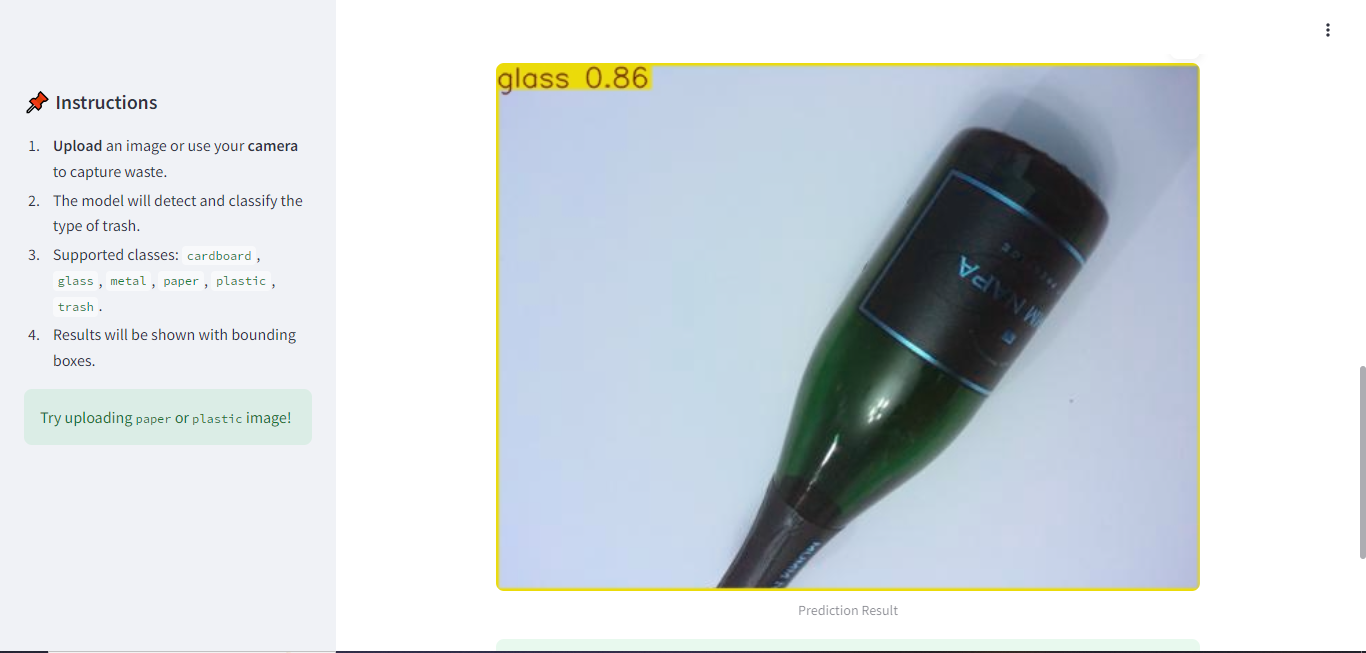 📌 Instructions
1. Upload an image or use your camera
to capture waste.
2. The model will detect and classify the
type of trash.
3. Supported classes: cardboard ,
glass , metal , paper , plastic ,
trash .
4. Results will be shown with bounding
boxes.
Try uploading paper or plastic image!
glass 0.86
NAPA
Prediction Result